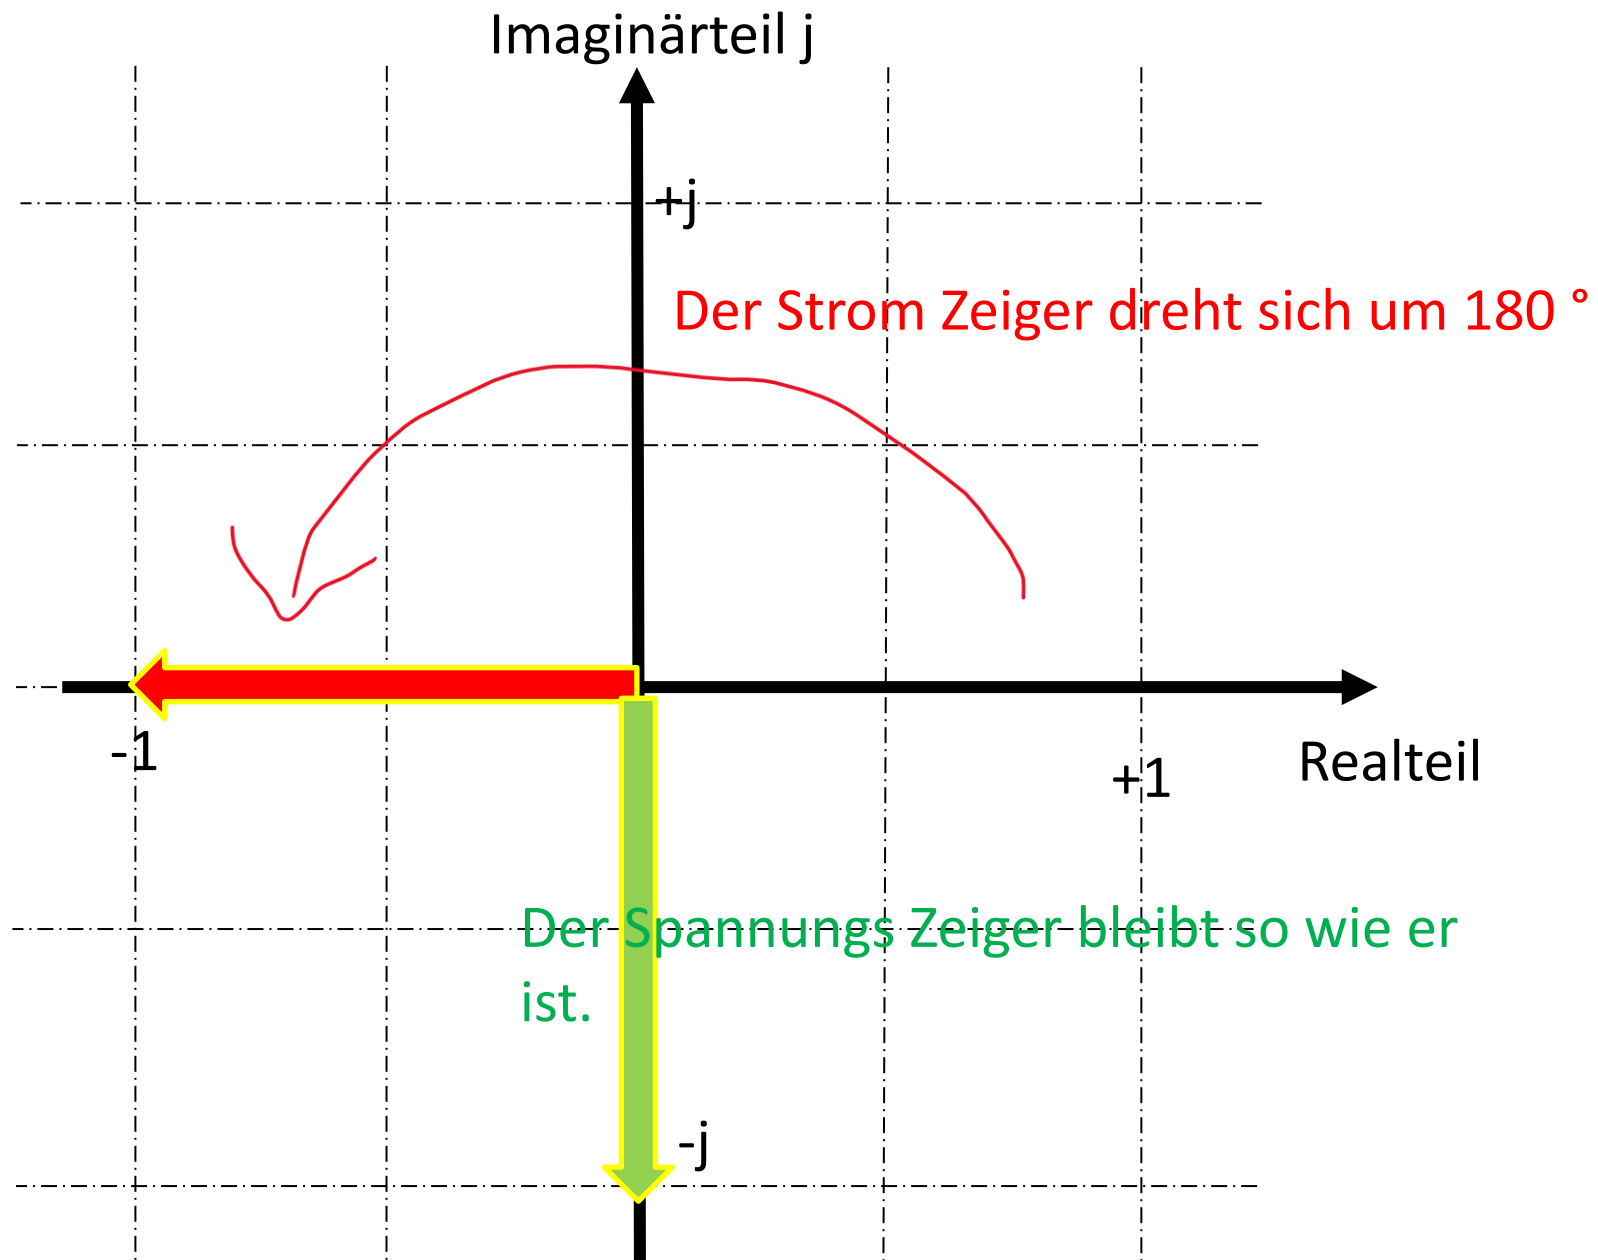 Imaginärteil j
+j
Der Strom Zeiger dreht sich um 180 °
-1
Realteil
+1
Der Spannungs Zeiger bleibt so wie er
ist.
-j